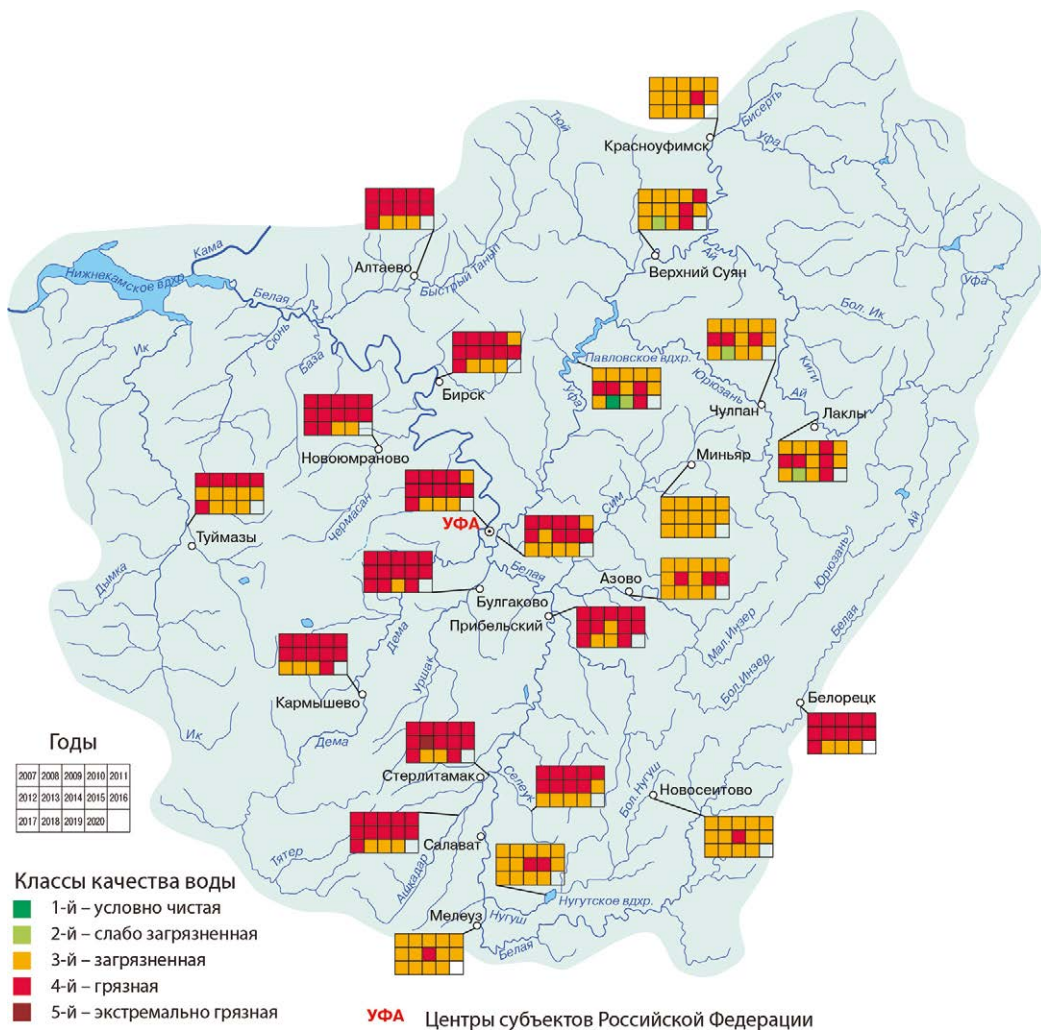 Бисерть
Красноуфимск
Уфа
Тюй
Ай
Верхний Суян
Кама
Алтаево
Быстрый Танып
Нижнекамское вдхр.
Уфа
Белая
Бол. Ик
Сюнь
Ик
База
Павловское вдхр.
Юрюзань
Киги
Уфа
Бирск
Чулпан
Ай
Лаклы
Новоюмраново
Миньяр
Чермасан
Сим
УФА
Ай
Туймазы
Белая
Азово
Юрюзань
Дымка
Булгаково
Прибельский
Белая
Дема
Мал.Инзер
Уршак
Бол.Инзер
Кармышево
Белорецк
Ик
Дема
Годы
Стерлитамак
Селеук
Бол.Нугуш
Новосеитово
2007 2008 2009 2010 2011
2012 2013 2014 2015 2016
2017 2018 2019 2020
Салават
Тятер
Ашкадар
Классы качества воды
1-й – условно чистая
2-й – слабо загрязненная
3-й – загрязненная
4-й – грязная
5-й – экстремально грязная
Нугутское вдхр.
Мелеуз
Нугуш
Белая
УФА Центры субъектов Российской Федерации